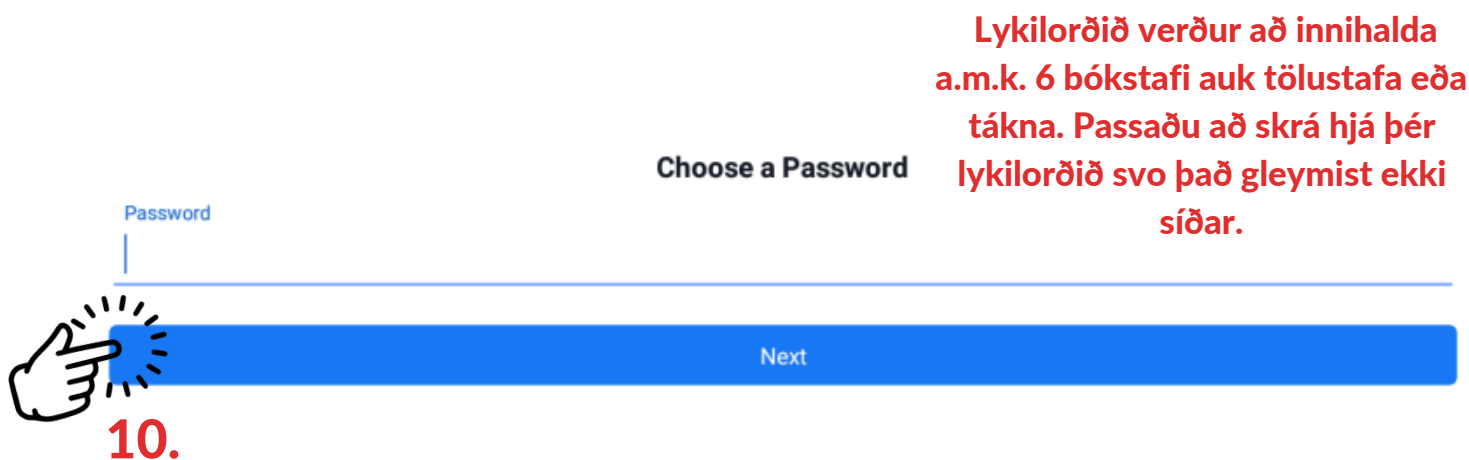 Lykilorðið verður að innihalda
a.m.k. 6 bókstafi auk tölustafa eða
tákna. Passaðu að skrá hjá þér
lykilorðið svo það gleymist ekki
síðar.
Choose a Password
Password
Next
10.